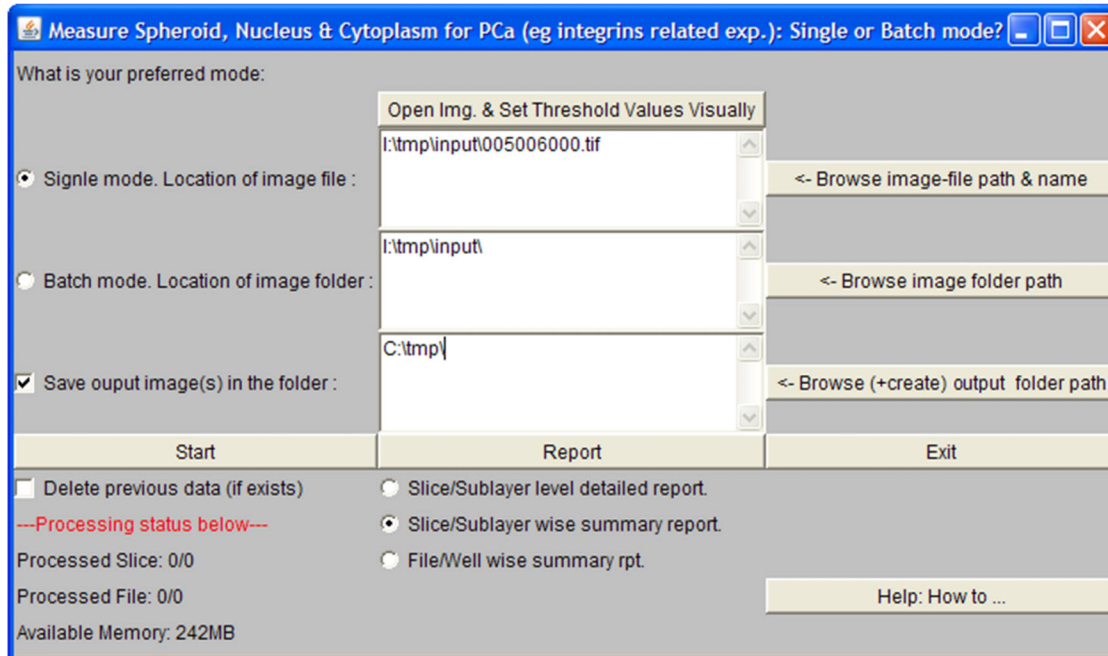 Measure Spheroid, Nucleus & Cytoplasm for PCa (eg integrins related exp.): Single or Batch mode?
What is your preferred mode:
Open Img. & Set Threshold Values Visually
Signle mode. Location of image file :
I:\tmp\input\005006000.tif
<- Browse image-file path & name
Batch mode. Location of image folder :
I:\tmp\input\
<- Browse image folder path
Save ouput image(s) in the folder :
C:\tmp\
<- Browse (+create) output folder path
Start
Report
Exit
Delete previous data (if exists)
Slice/Sublayer level detailed report.
---Processing status below---
Slice/Sublayer wise summary report.
Processed Slice: 0/0
File/Well wise summary rpt.
Processed File: 0/0
Help: How to ...
Available Memory: 242MB